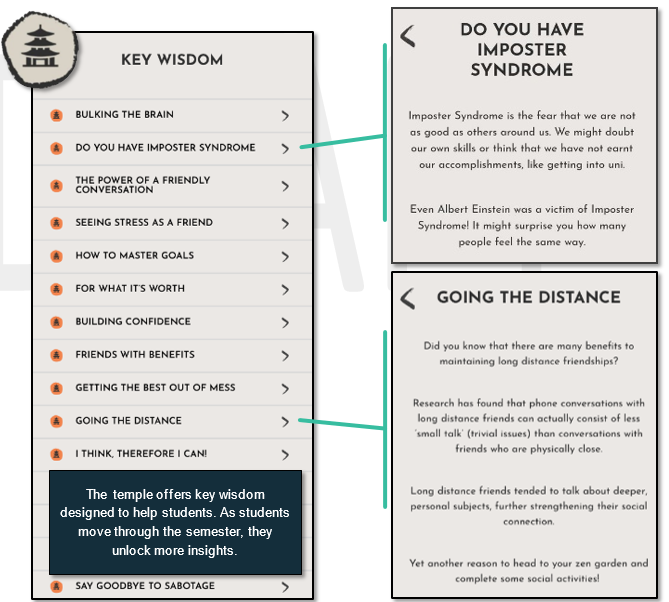 KEY WISDOM
BULKING THE BRAIN
DO YOU HAVE IMPOSTER SYNDROME
THE POWER OF A FRIENDLY
CONVERSATION
SEEING STRESS AS A FRIEND
HOW TO MASTER GOALS
FOR WHAT IT'S WORTH
BUILDING CONFIDENCE
FRIENDS WITH BENEFITS
GETTING THE BEST OUT OF MESS
GOING THE DISTANCE
I THINK, THEREFORE I CAN!
The temple offers key wisdom
designed to help students. As students
move through the semester, they
unlock more insights.
SAY GOODBYE TO SABOTAGE
DO YOU HAVE
IMPOSTER
SYNDROME
Imposter Syndrome is the fear that we are not
as good as others around us. We might doubt
our own skills or think that we have not earnt
our accomplishments, like getting into uni.
Even Albert Einstein was a victim of Imposter
Syndrome! It might surprise you how many
people feel the same way.
GOING THE DISTANCE
Did you know that there are many benefits to
maintaining long distance friendships?
Research has found that phone conversations with
long distance friends can actually consist of less
'small talk' (trivial issues) than conversations with
friends who are physically close.
Long distance friends tended to talk about deeper,
personal subjects, further strengthening their social
connection.
Yet another reason to head to your zen garden and
complete some social activities!